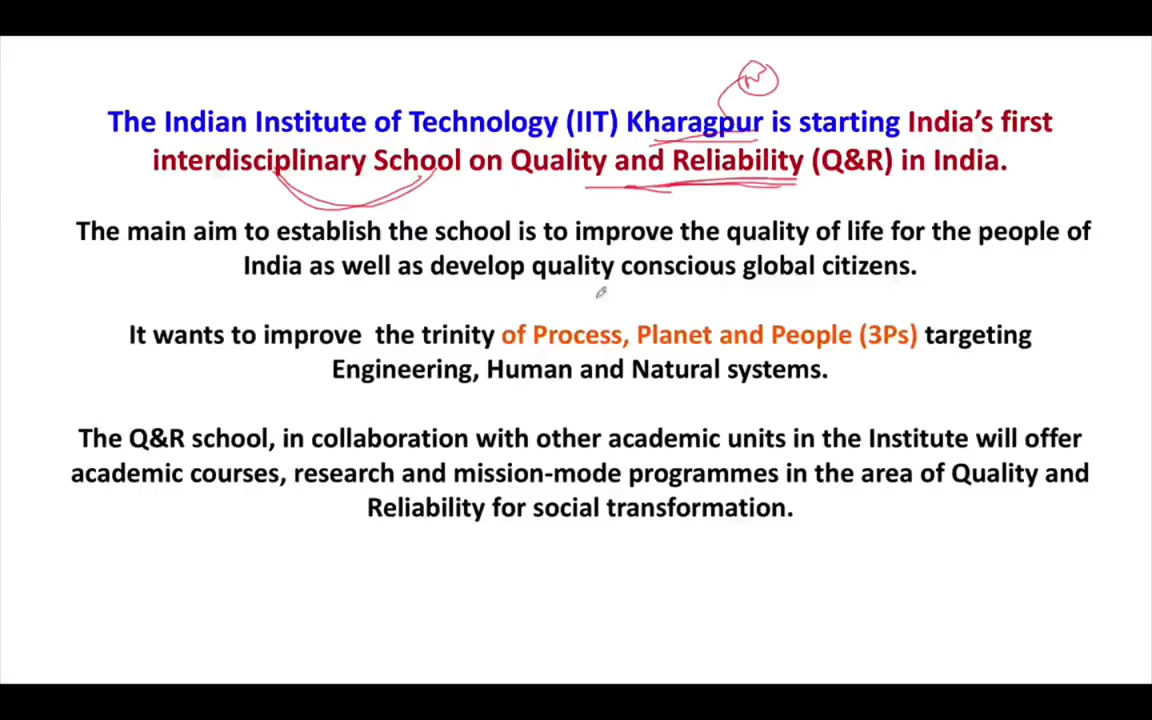 The Indian Institute of Technology (IIT) Kharagpur is starting India's first
interdisciplinary School on Quality and Reliability (Q&R) in India.
The main aim to establish the school is to improve the quality of life for the people of
India as well as develop quality conscious global citizens.
It wants to improve the trinity of Process, Planet and People (3Ps) targeting
Engineering, Human and Natural systems.
The Q&R school, in collaboration with other academic units in the Institute will offer
academic courses, research and mission-mode programmes in the area of Quality and
Reliability for social transformation.